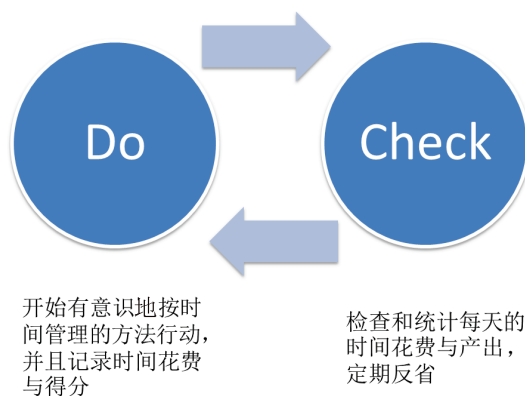 Do
Check
开始有意识地按时
间管理的方法行动，
并且记录时间花费
与得分
检查和统计每天的
时间花费与产出，
定期反省